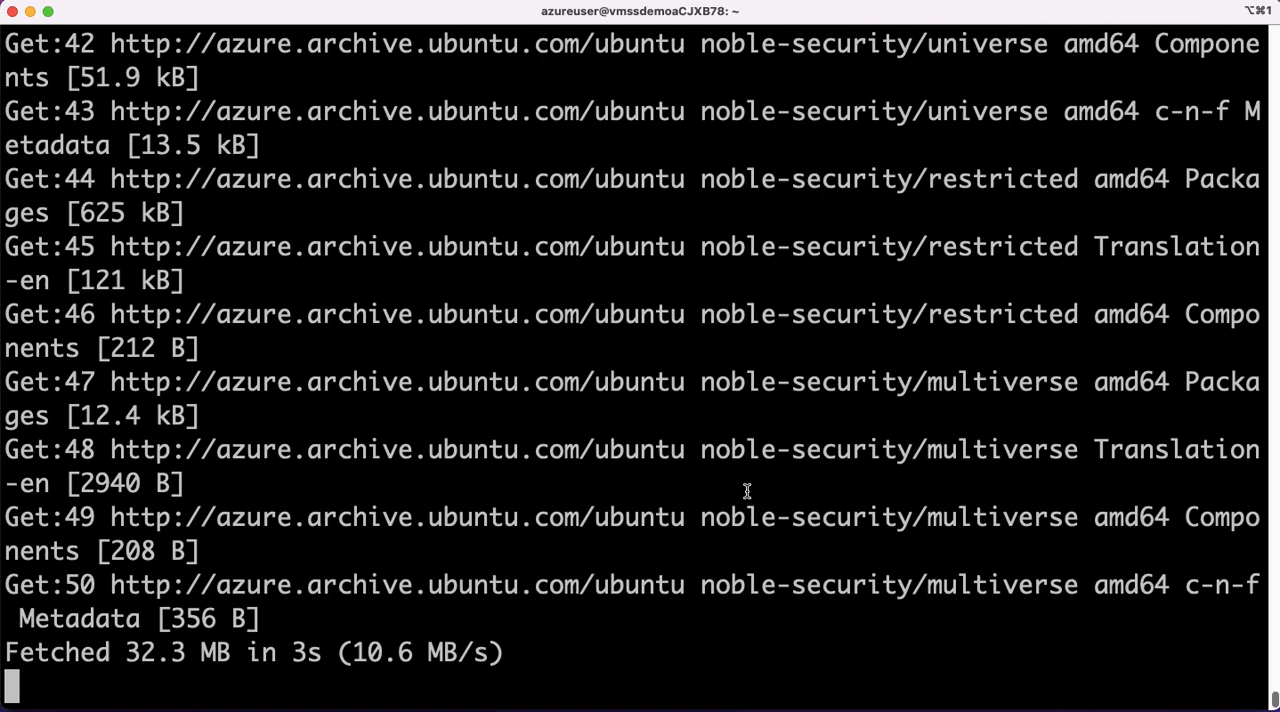 azureuser@vmssdemoaCJXB78: ~
⌥⌘1
Get:42 http://azure.archive.ubuntu.com/ubuntu noble-security/universe amd64 Compone
nts [51.9 kB]
Get:43 http://azure.archive.ubuntu.com/ubuntu noble-security/universe amd64 c-n-f M
etadata [13.5 kB]
Get:44 http://azure.archive.ubuntu.com/ubuntu noble-security/restricted amd64 Packa
ges [625 kB]
Get:45 http://azure.archive.ubuntu.com/ubuntu noble-security/restricted Translation
-en [121 kB]
Get:46 http://azure.archive.ubuntu.com/ubuntu noble-security/restricted amd64 Compo
nents [212 B]
Get:47 http://azure.archive.ubuntu.com/ubuntu noble-security/multiverse amd64 Packa
ges [12.4 kB]
Get:48 http://azure.archive.ubuntu.com/ubuntu noble-security/multiverse Translation
-en [2940 B]
Get:49 http://azure.archive.ubuntu.com/ubuntu noble-security/multiverse amd64 Compo
nents [208 B]
Get:50 http://azure.archive.ubuntu.com/ubuntu noble-security/multiverse amd64 c-n-f
 Metadata [356 B]
Fetched 32.3 MB in 3s (10.6 MB/s)